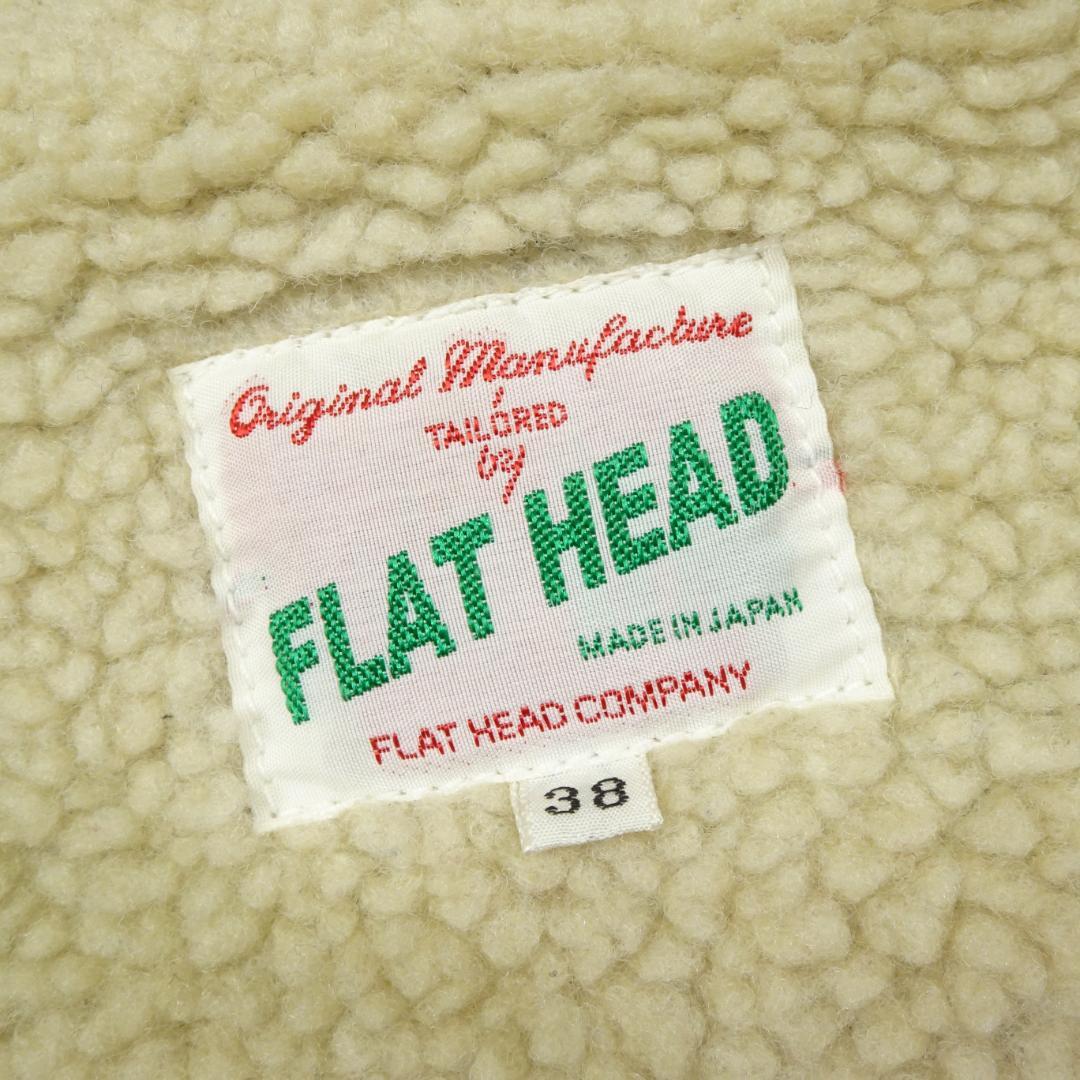 Original Manufacture
TAILORED
by
FLAT HEAD
MADE IN JAPAN
FLAT HEAD COMPANY
38